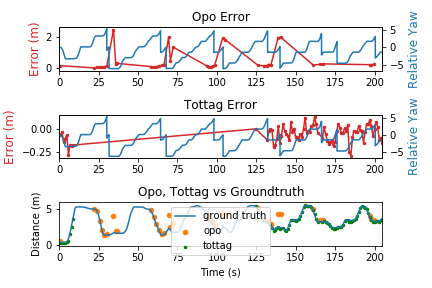 Opo Error
Error (m)
2
0
5
0
−5
Relative Yaw
0 25 50 75 100 125 150 175 200
Tottag Error
Error (m)
0.00
−0.25
5
0
−5
Relative Yaw
0 25 50 75 100 125 150 175 200
Opo, Tottag vs Groundtruth
Distance (m)
5
0
ground truth
opo
tottag
0 25 50 75 100 125 150 175 200
Time (s)